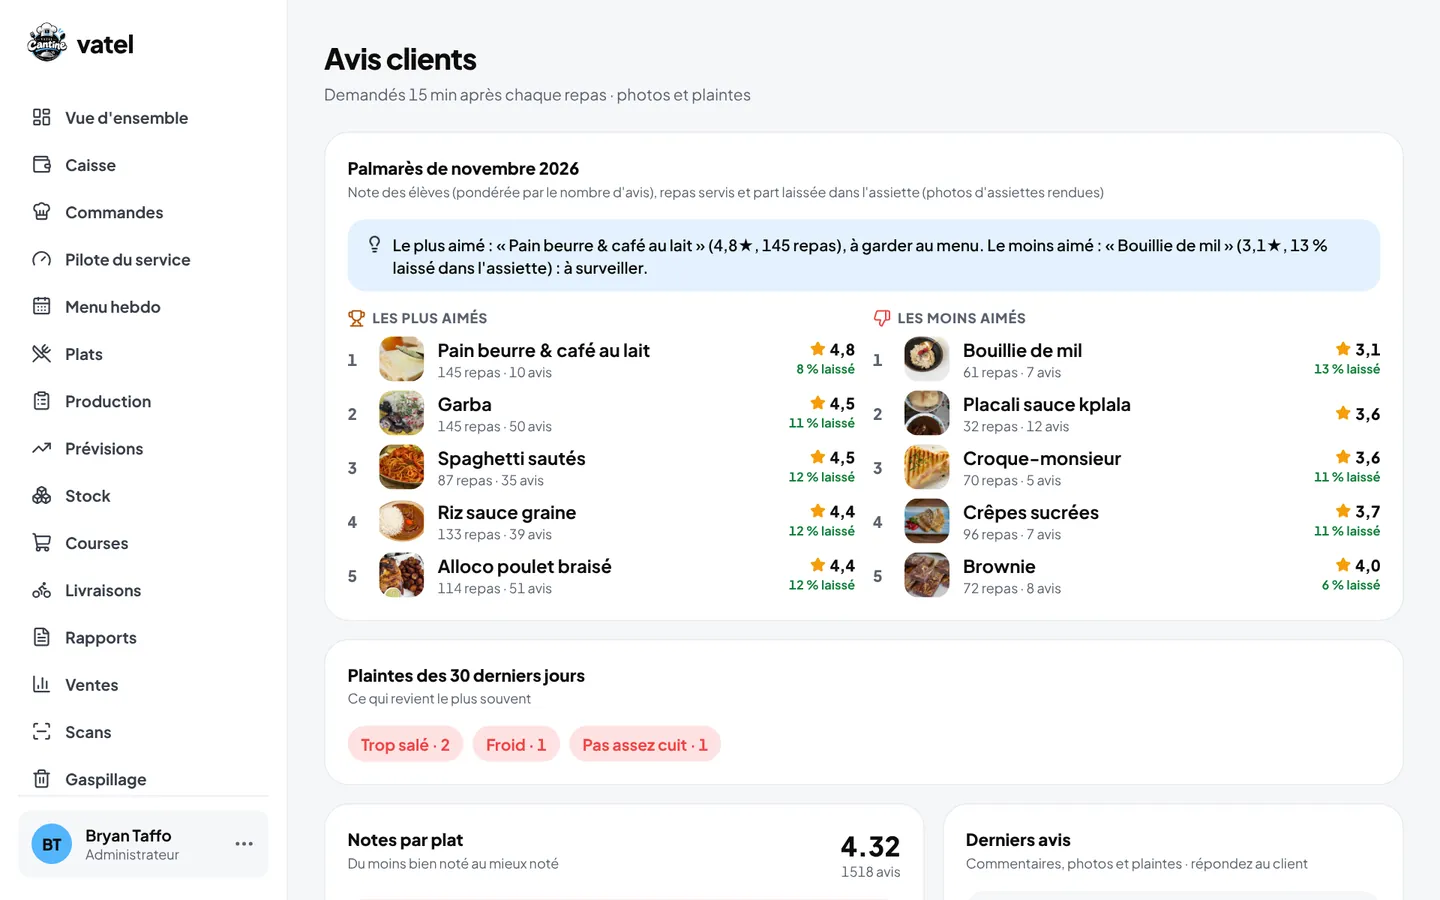 Cantine
vatel
Vue d'ensemble
Caisse
Commandes
Pilote du service
Menu hebdo
Plats
Production
Prévisions
Stock
Courses
Livraisons
Rapports
Ventes
Scans
Gaspillage
BT
Bryan Taffo
Administrateur
Avis clients
Demandés 15 min après chaque repas · photos et plaintes
Palmarès de novembre 2026
Note des élèves (pondérée par le nombre d'avis), repas servis et part laissée dans l'assiette (photos d'assiettes rendues)
Le plus aimé : « Pain beurre & café au lait » (4,8★, 145 repas), à garder au menu. Le moins aimé : « Bouillie de mil » (3,1★, 13 %
laissé dans l'assiette) : à surveiller.
LES PLUS AIMÉS
1 Pain beurre & café au lait ★ 4,8
145 repas · 10 avis 8 % laissé
2 Garba ★ 4,5
145 repas · 50 avis 11 % laissé
3 Spaghetti sautés ★ 4,5
87 repas · 35 avis 12 % laissé
4 Riz sauce graine ★ 4,4
133 repas · 39 avis 12 % laissé
5 Alloco poulet braisé ★ 4,4
114 repas · 51 avis 12 % laissé
LES MOINS AIMÉS
1 Bouillie de mil ★ 3,1
61 repas · 7 avis 13 % laissé
2 Placali sauce kplala ★ 3,6
32 repas · 12 avis
3 Croque-monsieur ★ 3,6
70 repas · 5 avis 11 % laissé
4 Crêpes sucrées ★ 3,7
96 repas · 7 avis 11 % laissé
5 Brownie ★ 4,0
72 repas · 8 avis 6 % laissé
Plaintes des 30 derniers jours
Ce qui revient le plus souvent
Trop salé · 2 Froid · 1 Pas assez cuit · 1
Notes par plat 4.32
Du moins bien noté au mieux noté 1518 avis
Derniers avis
Commentaires, photos et plaintes · répondez au client